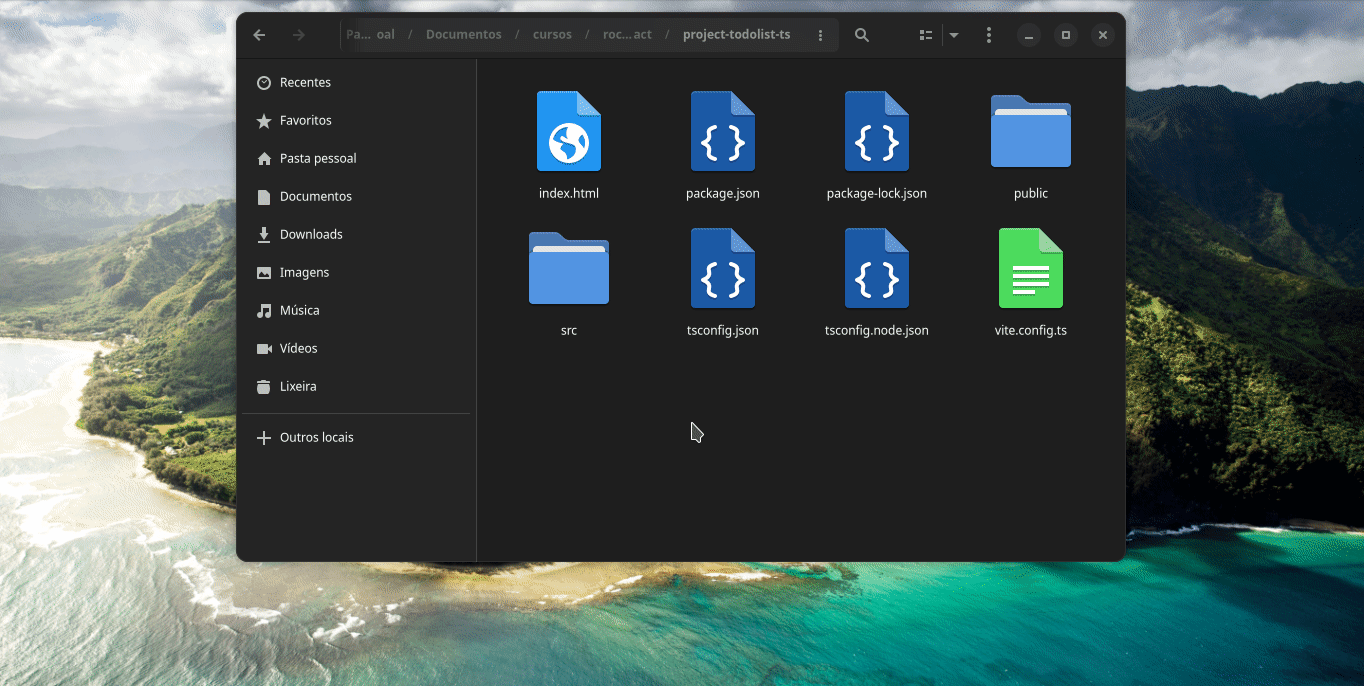 Pa... oal / Documentos / cursos / roc...act / project-todolist-ts
Recentes
Favoritos
Pasta pessoal
Documentos
Downloads
Imagens
Música
Vídeos
Lixeira
Outros locais
index.html
package.json
package-lock.json
public
src
tsconfig.json
tsconfig.node.json
vite.config.ts